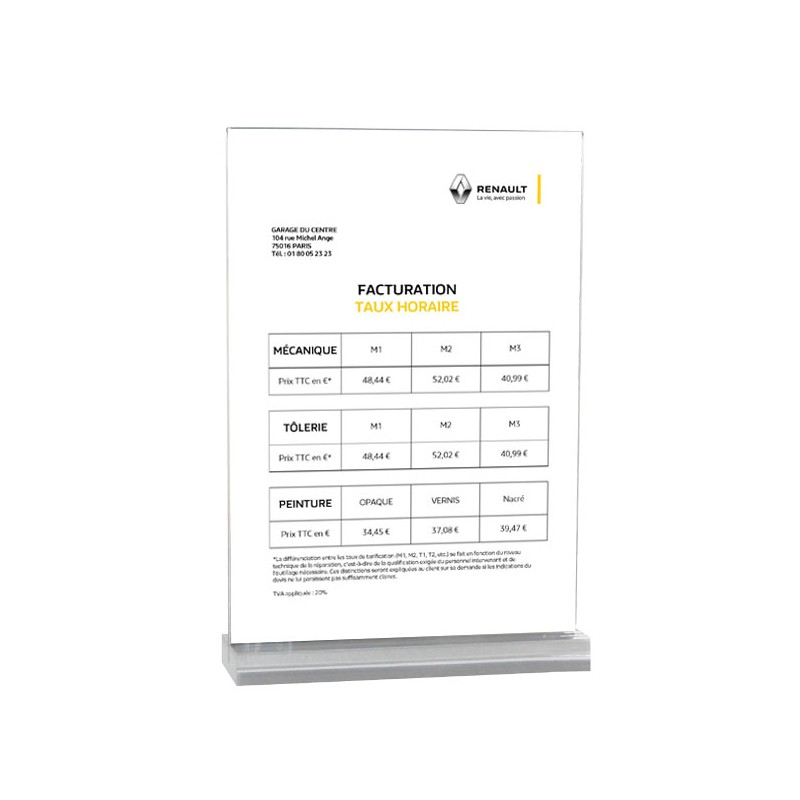 RENAULT
La vie, avec passion
GARAGE DU CENTRE
104 rue Michel Ange
75016 PARIS
Tél. : 01 80 05 23 23
FACTURATION
TAUX HORAIRE
MÉCANIQUE M1 M2 M3
Prix TTC en €* 48,44 € 52,02 € 40,99 €
TÔLERIE M1 M2 M3
Prix TTC en €* 48,44 € 52,02 € 40,99 €
PEINTURE OPAQUE VERNIS Nacré
Prix TTC en € 34,45 € 37,08 € 39,47 €
*La différenciation entre les taux de tarification (M1, M2, T1, T2, etc.) se fait en fonction du niveau
technique de la réparation, c'est-à-dire de la qualification exigée du personnel intervenant et de
l'outillage nécessaire. Ces distinctions seront expliquées au client sur sa demande si les indications du
devis ne lui paraissent pas suffisamment claires.
TVA appliquée : 20%